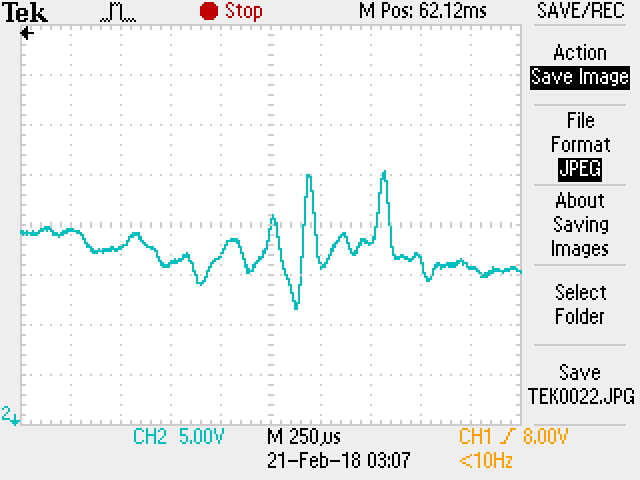 Tek Stop M Pos: 62.12ms SAVE/REC
Action
Save Image
File
Format
JPEG
About
Saving
Images
Select
Folder
Save
TEK0022.JPG
2
CH2 5.00V M 250µs CH1 8.00V
21-Feb-18 03:07 <10Hz